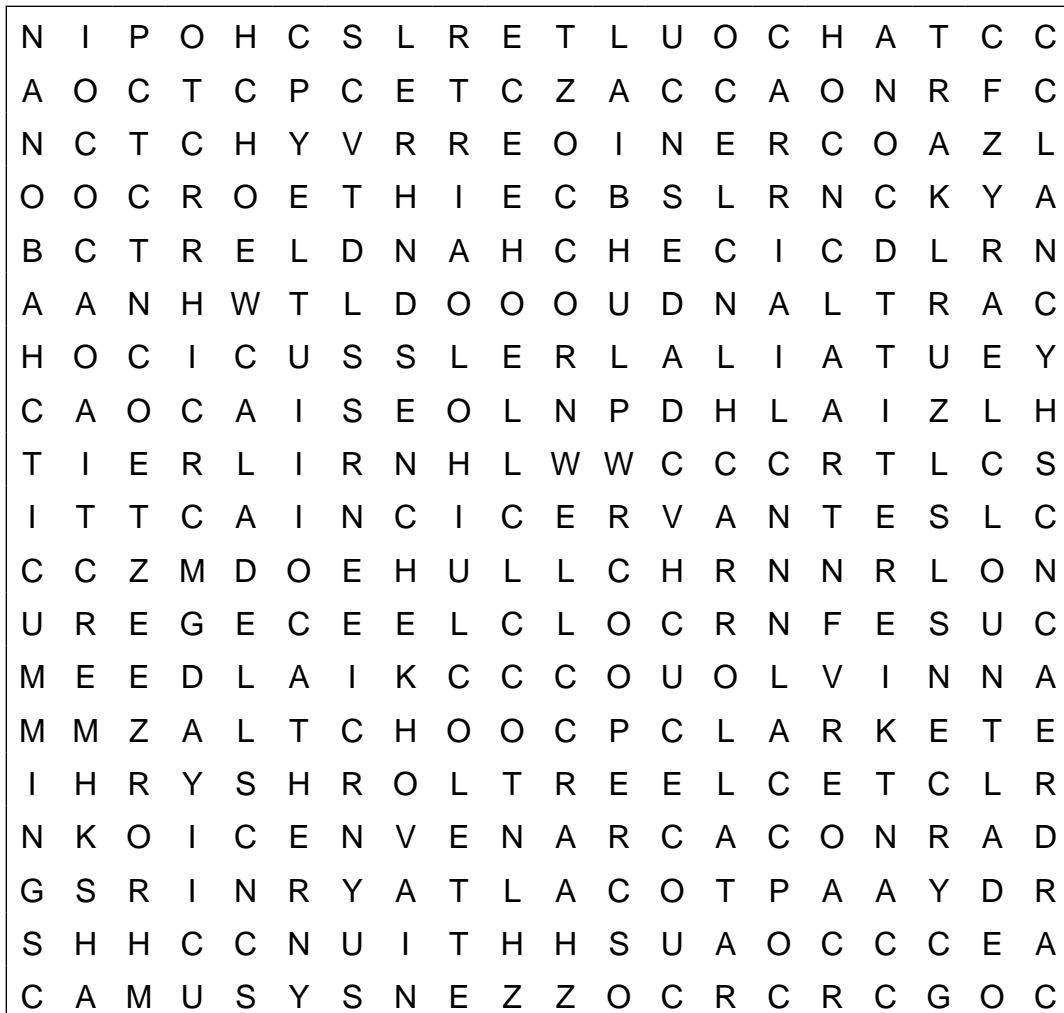 N I P O H C S L R E T L U O C H A T C C
A O C T C P C E T C Z A C C A O N R F C
N C T C H Y V R R E O I N E R C O A Z L
O O C R O E T H I E C B S L R N C K Y A
B C T R E L D N A H C H E C I C D L R N
A A N H W T L D O O O U D N A L T R A C
H O C I C U S S L E R L A L I A T U E Y
C A O C A I S E O L N P D H L A I Z L H
T I E R L I R N H L W W C C C R T L C S
I T T C A I N C I C E R V A N T E S L C
C C Z M D O E H U L L C H R N N R L O N
U R E G E C E E L C L O C R N F E S U C
M E E D L A I K C C C O U O L V I N N A
M M Z A L T C H O O C P C L A R K E T E
I H R Y S H R O L T R E E L C E T C L R
N K O I C E N V E N A R C A C O N R A D
G S R I N R Y A T L A C O T P A A Y D R
S H H C C N U I T H H S U A O C C C E A
C A M U S Y S N E Z Z O C R C R C G O C